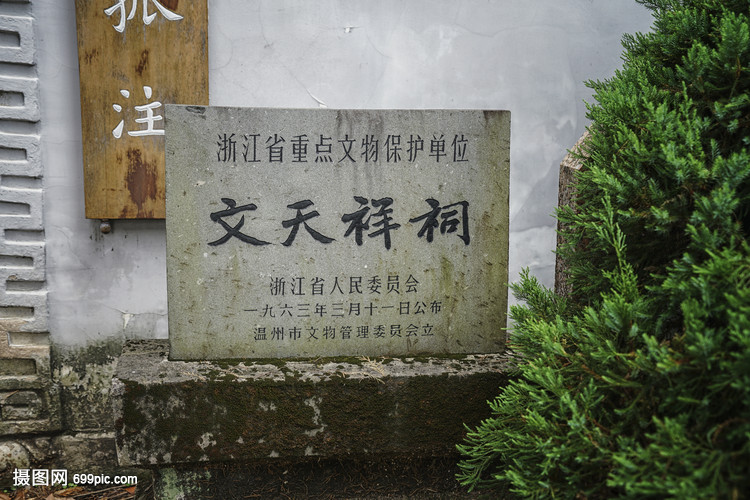 振
注
浙江省重点文物保护单位
文天祥祠
浙江省人民委员会
一九六三年三月十一日公布
温州市文物管理委员会立
摄图网 699pic.com